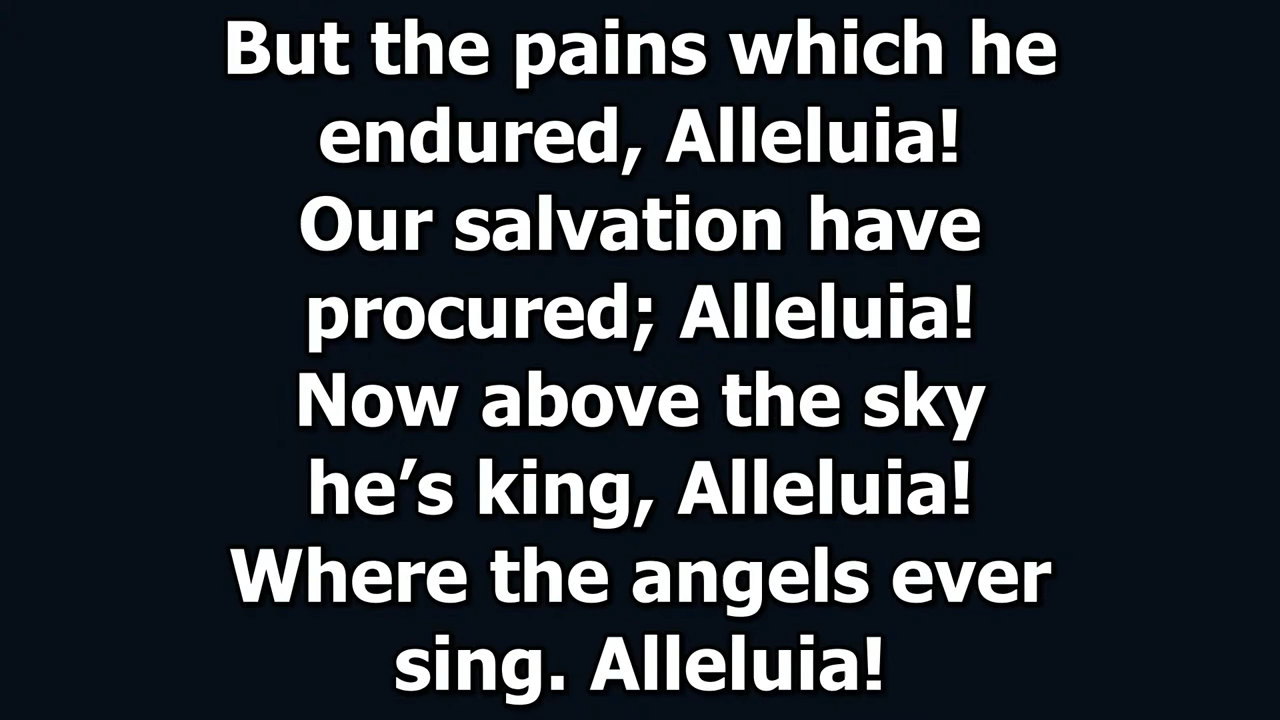 But the pains which he
endured, Alleluia!
Our salvation have
procured; Alleluia!
Now above the sky
he’s king, Alleluia!
Where the angels ever
sing. Alleluia!